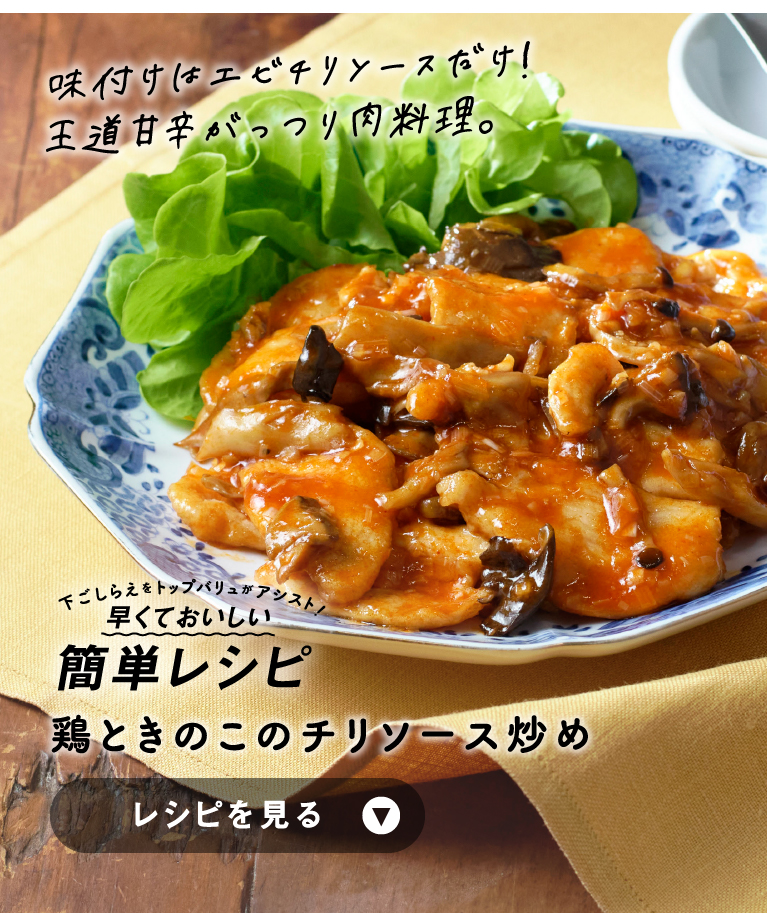 味付けはエビチリソースだけ!
王道甘辛がっつり肉料理。
下ごしらえをトップバリュがアシスト!
早くておいしい
簡単レシピ
鶏ときのこのチリソース炒め
レシピを見る